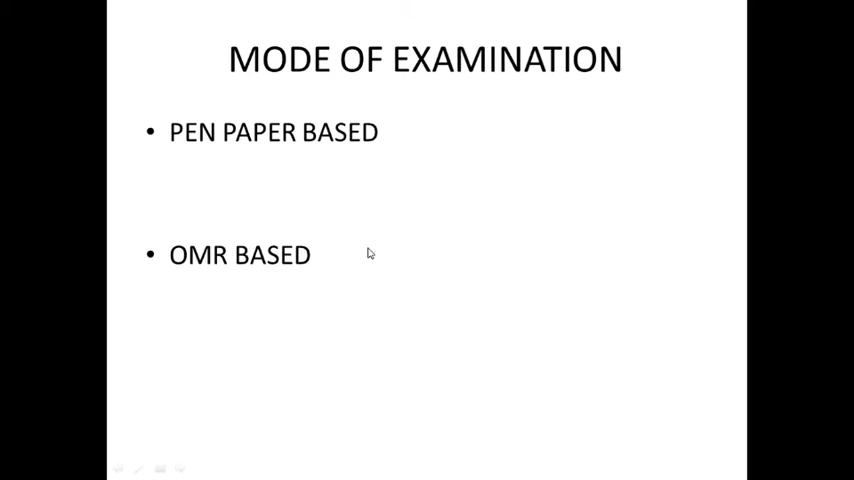 MODE OF EXAMINATION
• PEN PAPER BASED
• OMR BASED